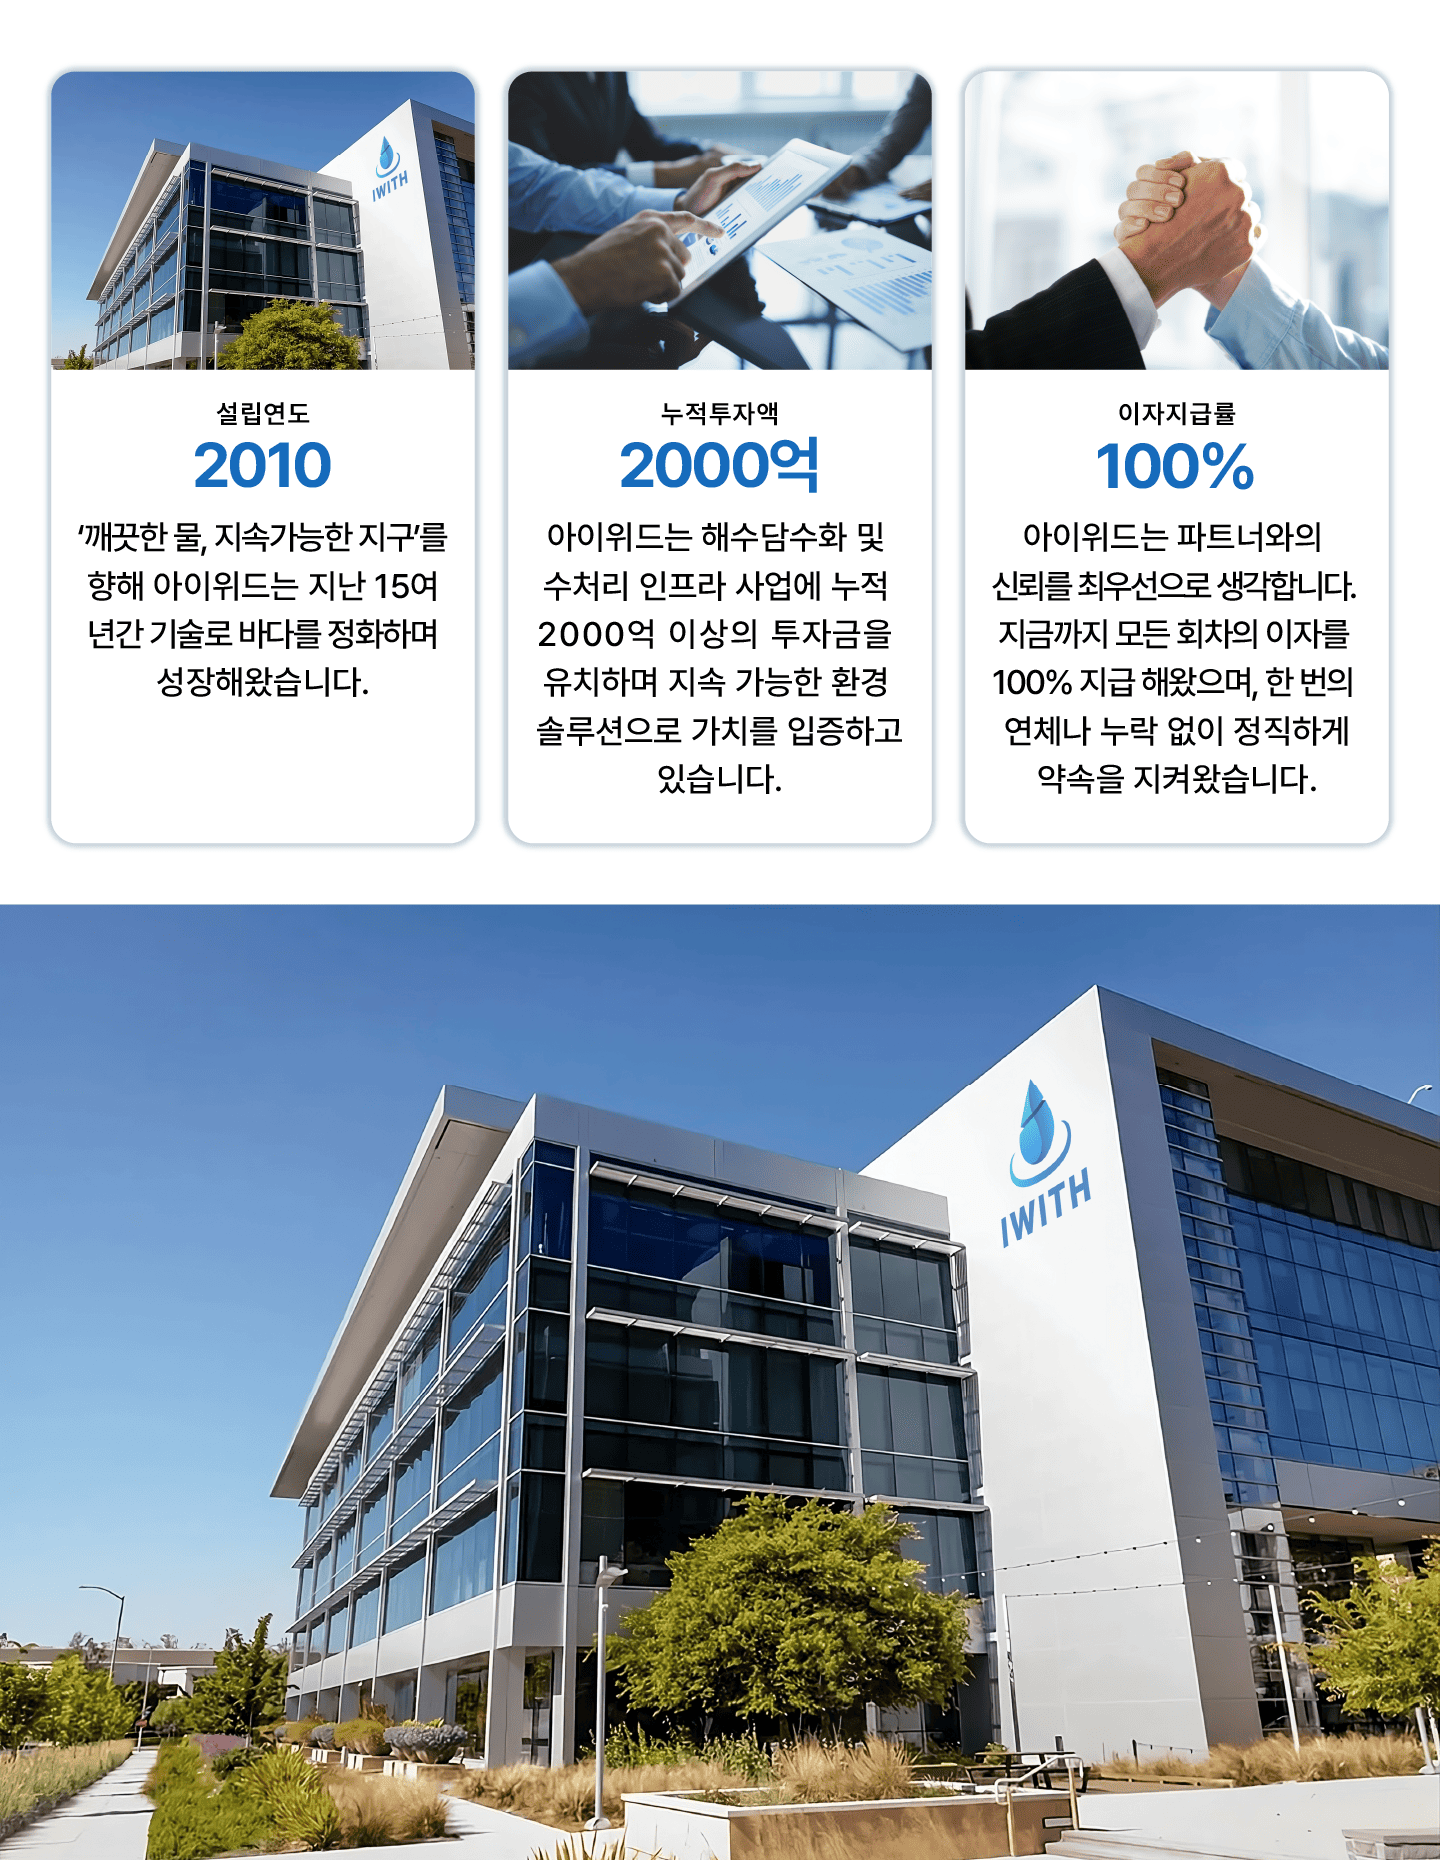 IWITH
설립연도
2010
‘깨끗한 물, 지속가능한 지구’를
향해 아이위드는 지난 15여
년간 기술로 바다를 정화하며
성장해왔습니다.
누적투자액
2000억
아이위드는 해수담수화 및
수처리 인프라 사업에 누적
2000억 이상의 투자금을
유치하며 지속 가능한 환경
솔루션으로 가치를 입증하고
있습니다.
이자지급률
100%
아이위드는 파트너와의
신뢰를 최우선으로 생각합니다.
지금까지 모든 회차의 이자를
100% 지급 해왔으며, 한 번의
연체나 누락 없이 정직하게
약속을 지켜왔습니다.
IWITH